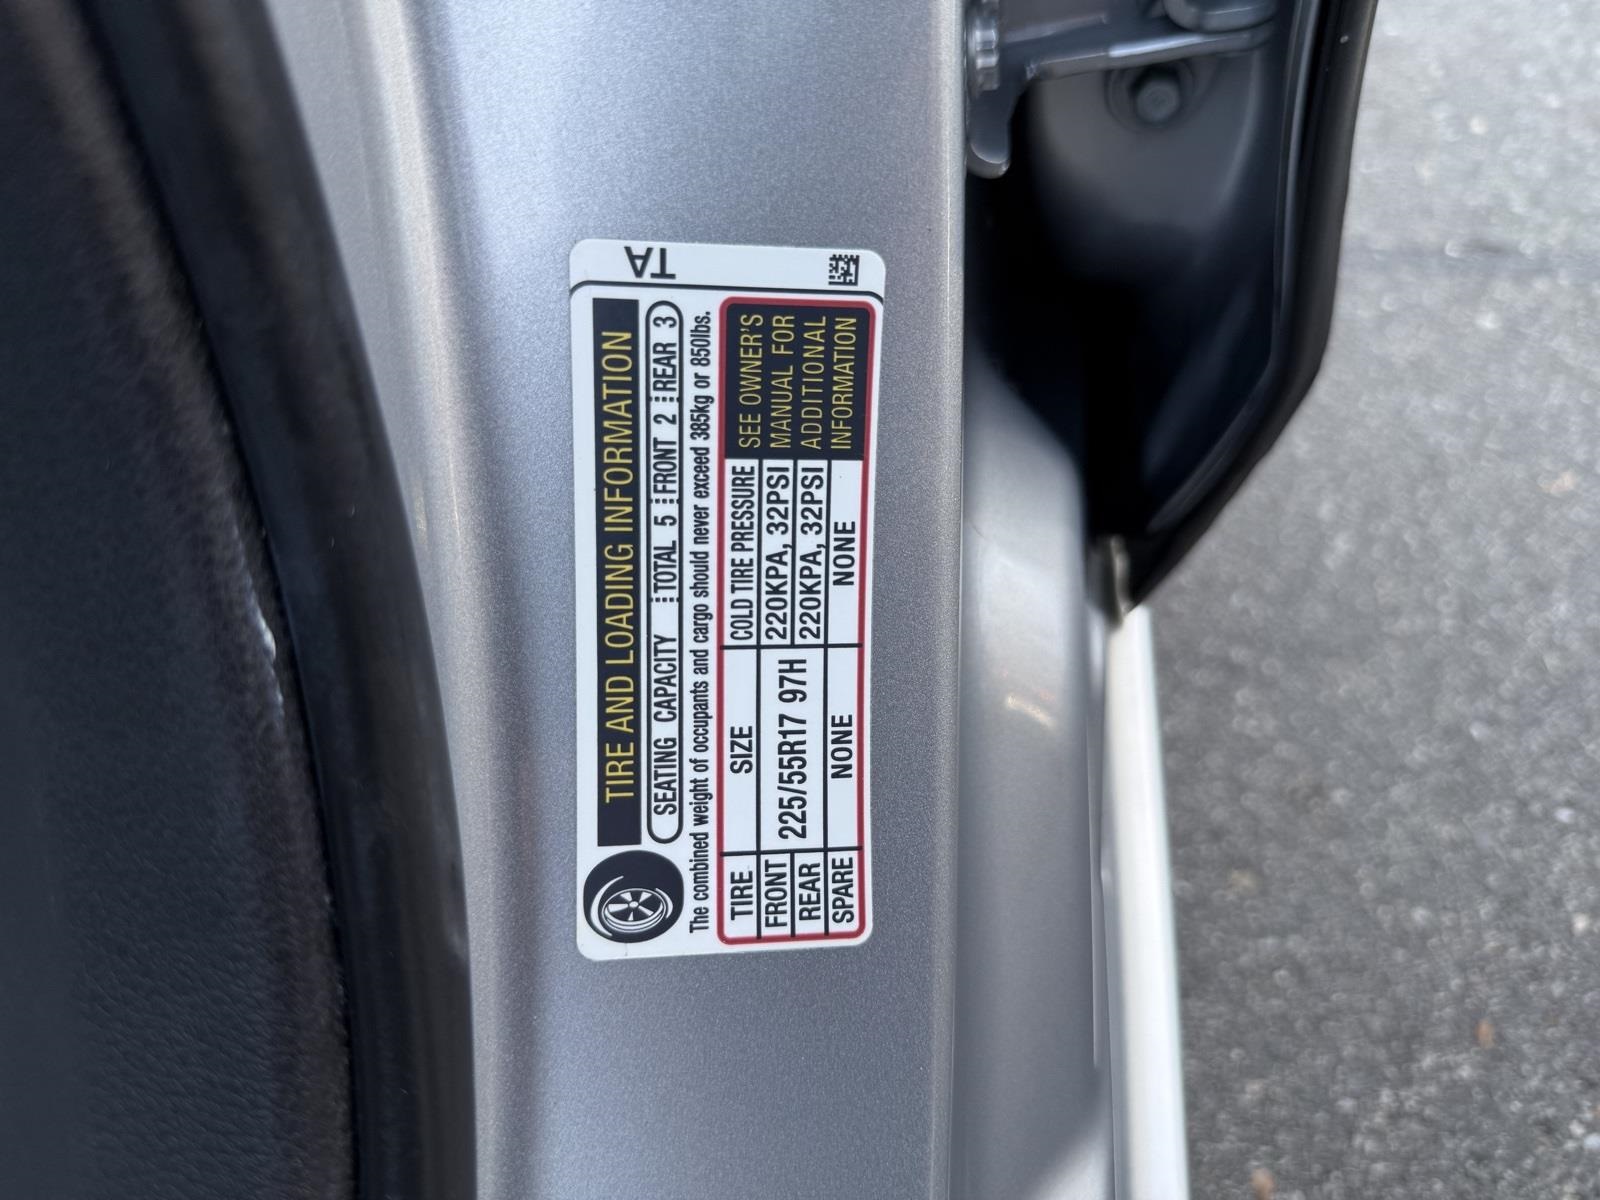 TA
TIRE AND LOADING INFORMATION
SEATING CAPACITY TOTAL 5 FRONT 2 REAR 3
The combined weight of occupants and cargo should never exceed 385kg or 850lbs.
TIRE SIZE COLD TIRE PRESSURE
FRONT 225/55R17 97H 220KPA, 32PSI
REAR 220KPA, 32PSI
SPARE NONE NONE
SEE OWNER'S
MANUAL FOR
ADDITIONAL
INFORMATION